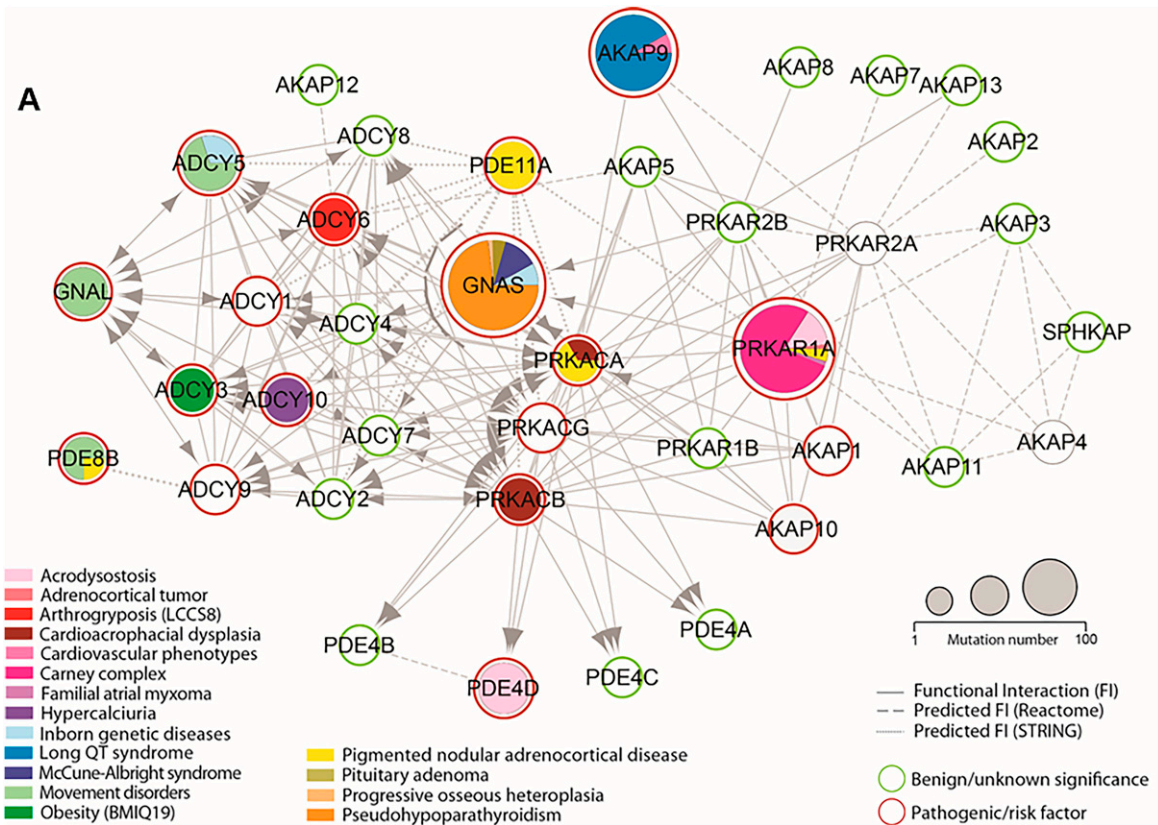 A
AKAP9
AKAP8
AKAP7
AKAP13
AKAP12
ADCY8
AKAP2
ADCY5
PDE11A
AKAP5
ADCY6
PRKAR2B
AKAP3
PRKAR2A
GNAL
ADCY1
GNAS
ADCY4
SPHKAP
PRKACA
PRKAR1A
ADCY3
ADCY10
PRKACG
ADCY7
PRKAR1B
AKAP1
AKAP4
PDE8B
AKAP11
ADCY9
ADCY2
PRKACB
AKAP10
PDE4B
PDE4D
PDE4C
PDE4A
Acrodysostosis
Adrenocortical tumor
Arthrogryposis (LCCS8)
Cardioacrophacial dysplasia
Cardiovascular phenotypes
Carney complex
Familial atrial myxoma
Hypercalciuria
Inborn genetic diseases
Long QT syndrome
McCune-Albright syndrome
Movement disorders
Obesity (BMIQ19)
Pigmented nodular adrenocortical disease
Pituitary adenoma
Progressive osseous heteroplasia
Pseudohypoparathyroidism
1 Mutation number 100
Functional Interaction (FI)
Predicted FI (Reactome)
Predicted FI (STRING)
Benign/unknown significance
Pathogenic/risk factor